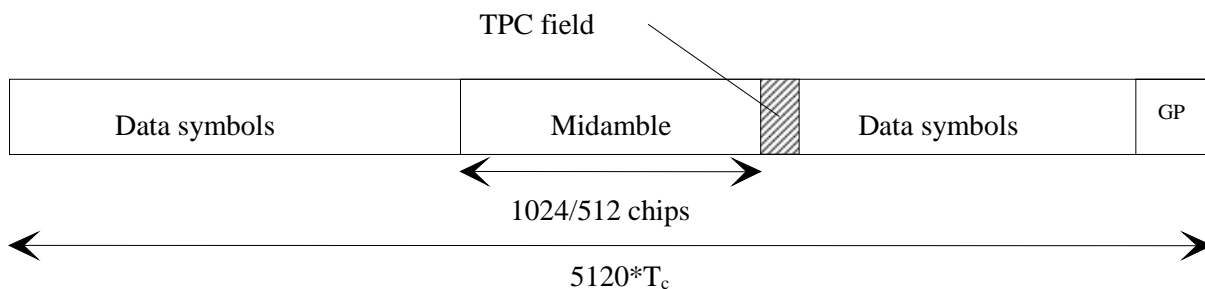 TPC field
Data symbols
Midamble
Data symbols
GP
1024/512 chips
5120*Tc